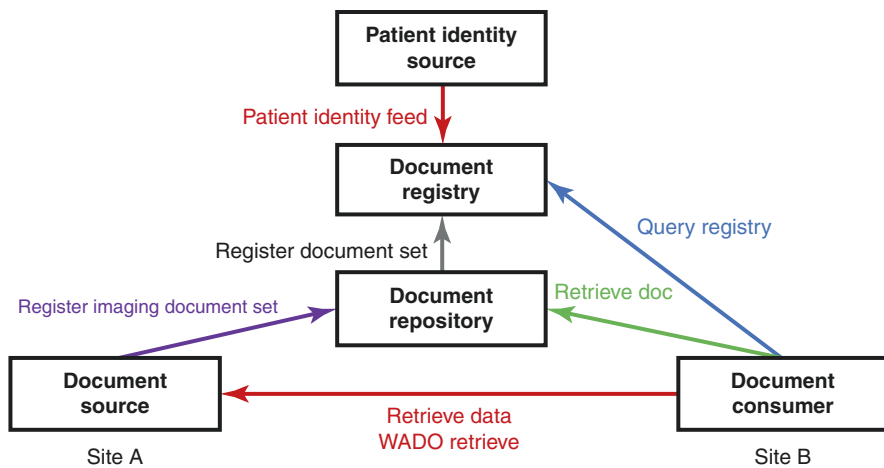 Patient identity
source
Patient identity feed
Document
registry
Query registry
Register document set
Retrieve doc
Register imaging document set
Document
repository
Document
source
Document
consumer
Retrieve data
WADO retrieve
Site A
Site B